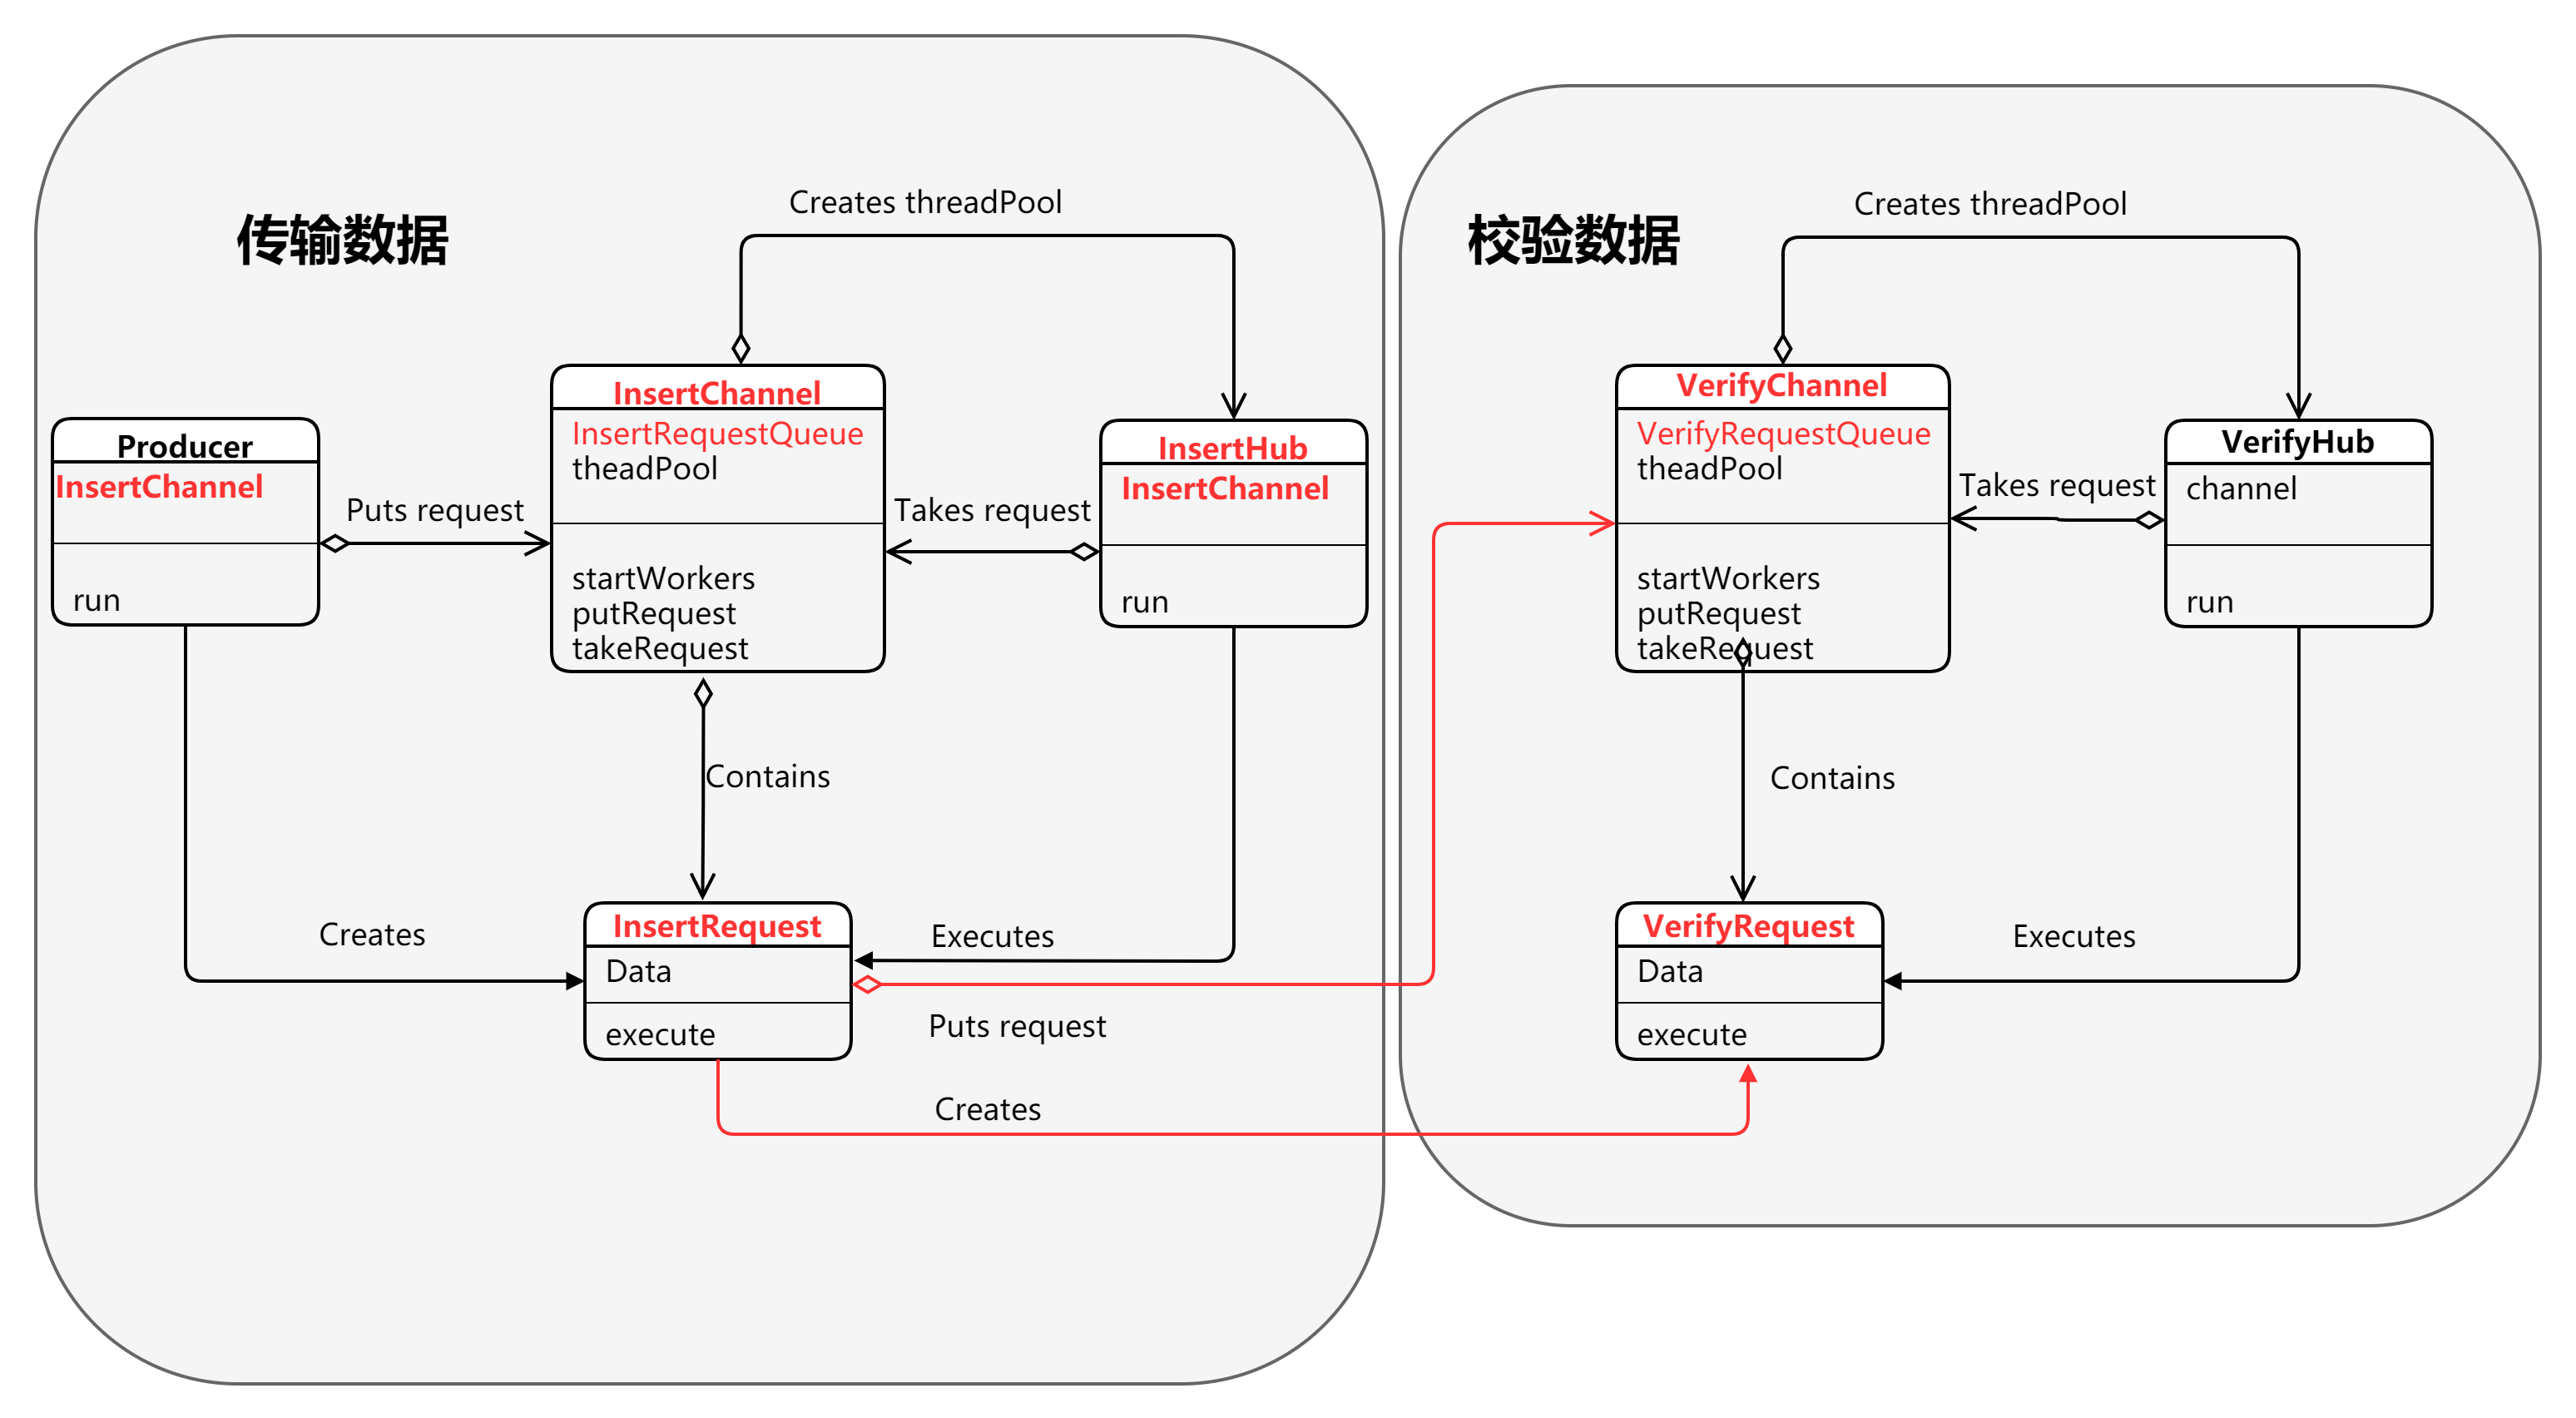 传输数据
Creates threadPool
Producer
InsertChannel
run
Puts request
InsertChannel
InsertRequestQueue
theadPool
startWorkers
putRequest
takeRequest
Takes request
InsertHub
InsertChannel
run
Contains
Creates
Executes
InsertRequest
Data
execute
Puts request
Creates
校验数据
Creates threadPool
VerifyChannel
VerifyRequestQueue
theadPool
startWorkers
putRequest
takeRequest
Takes request
VerifyHub
channel
run
Contains
Executes
VerifyRequest
Data
execute